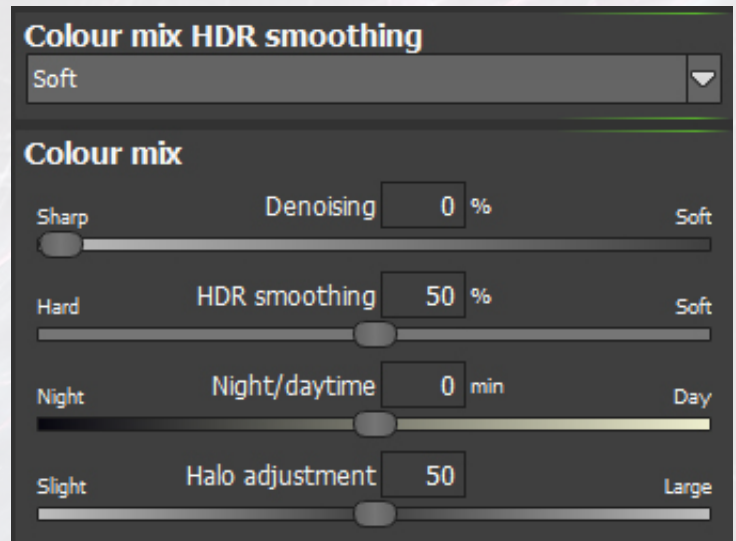 Colour mix HDR smoothing
Soft
Colour mix
Sharp Denoising 0 % Soft
Hard HDR smoothing 50 % Soft
Night Night/daytime 0 min Day
Slight Halo adjustment 50 Large